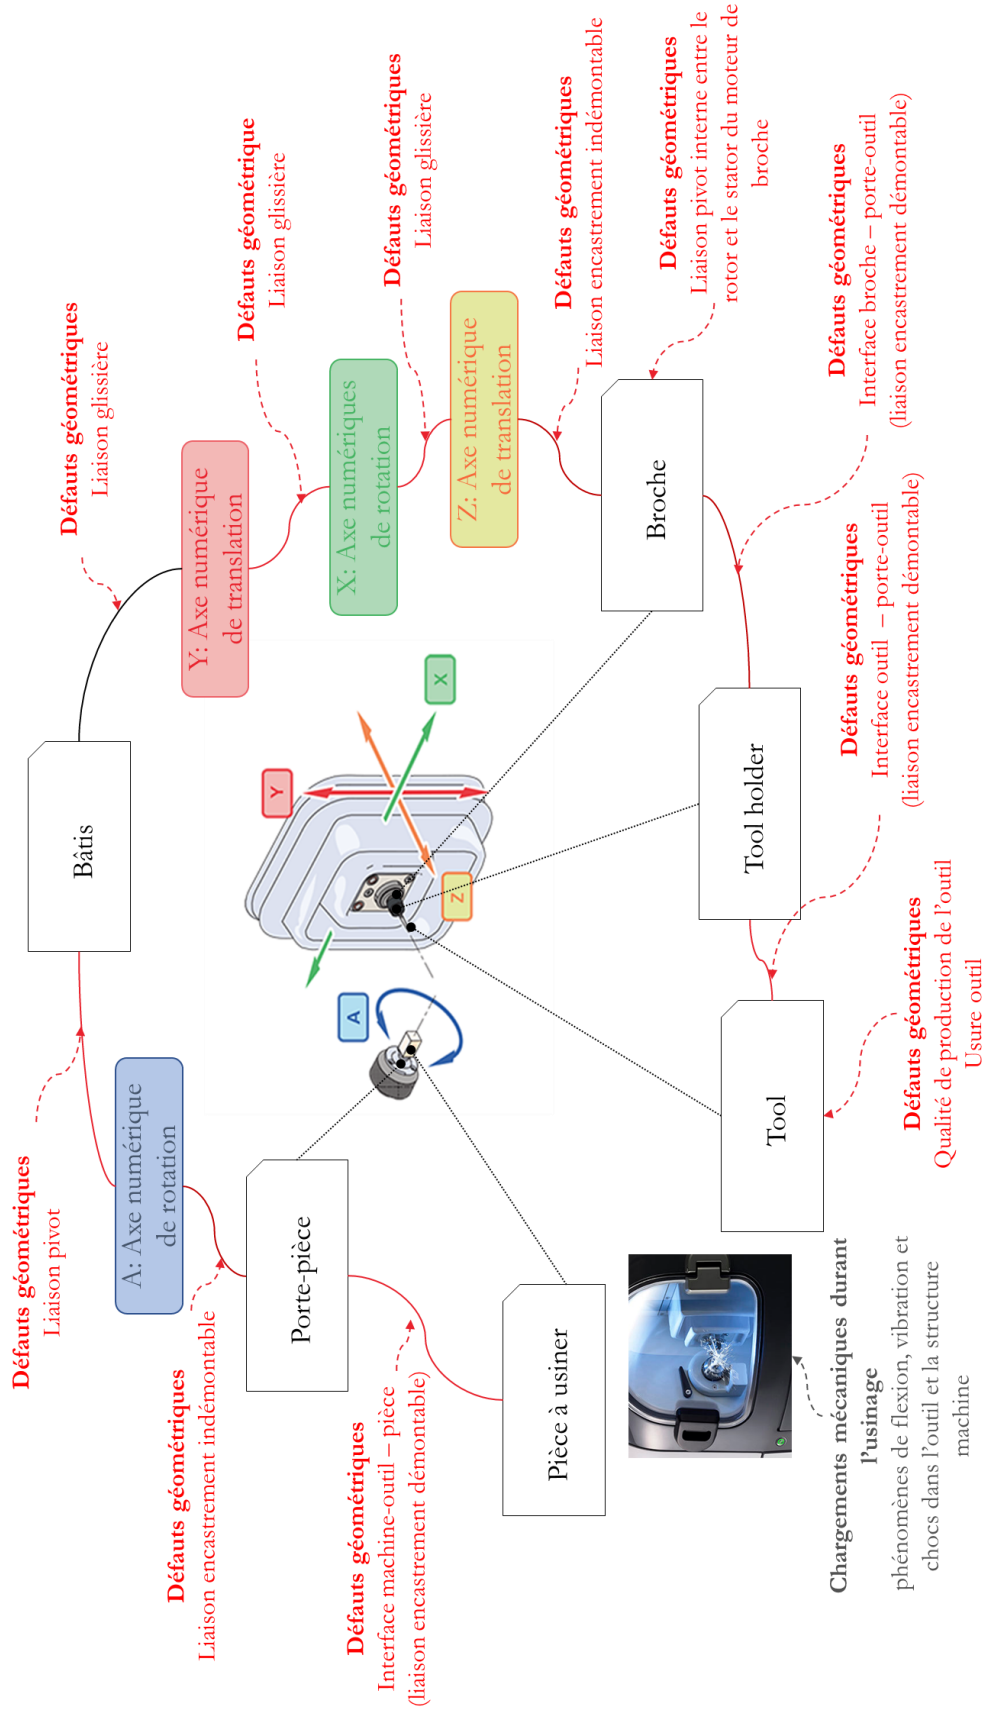 Défauts géométriques
Liaison pivot
A: Axe numérique
de rotation
Défauts géométriques
Liaison encastrement indémontable
Porte-pièce
Défauts géométriques
Interface machine-outil – pièce
(liaison encastrement démontable)
Pièce à usiner
Bâtis
Défauts géométriques
Liaison glissière
Y: Axe numérique
de translation
Défauts géométrique
Liaison glissière
X: Axe numériques
de rotation
Défauts géométriques
Liaison glissière
Z: Axe numérique
de translation
Défauts géométriques
Liaison encastrement indémontable
Broche
Défauts géométriques
Liaison pivot interne entre le
rotor et le stator du moteur de
broche
Défauts géométriques
Interface broche – porte-outil
(liaison encastrement démontable)
Tool holder
Défauts géométriques
Interface outil – porte-outil
(liaison encastrement démontable)
Tool
Défauts géométriques
Qualité de production de l'outil
Usure outil
A
Y
Z
X
Chargements mécaniques durant
l'usinage
phénomènes de flexion, vibration et
chocs dans l'outil et la structure
machine